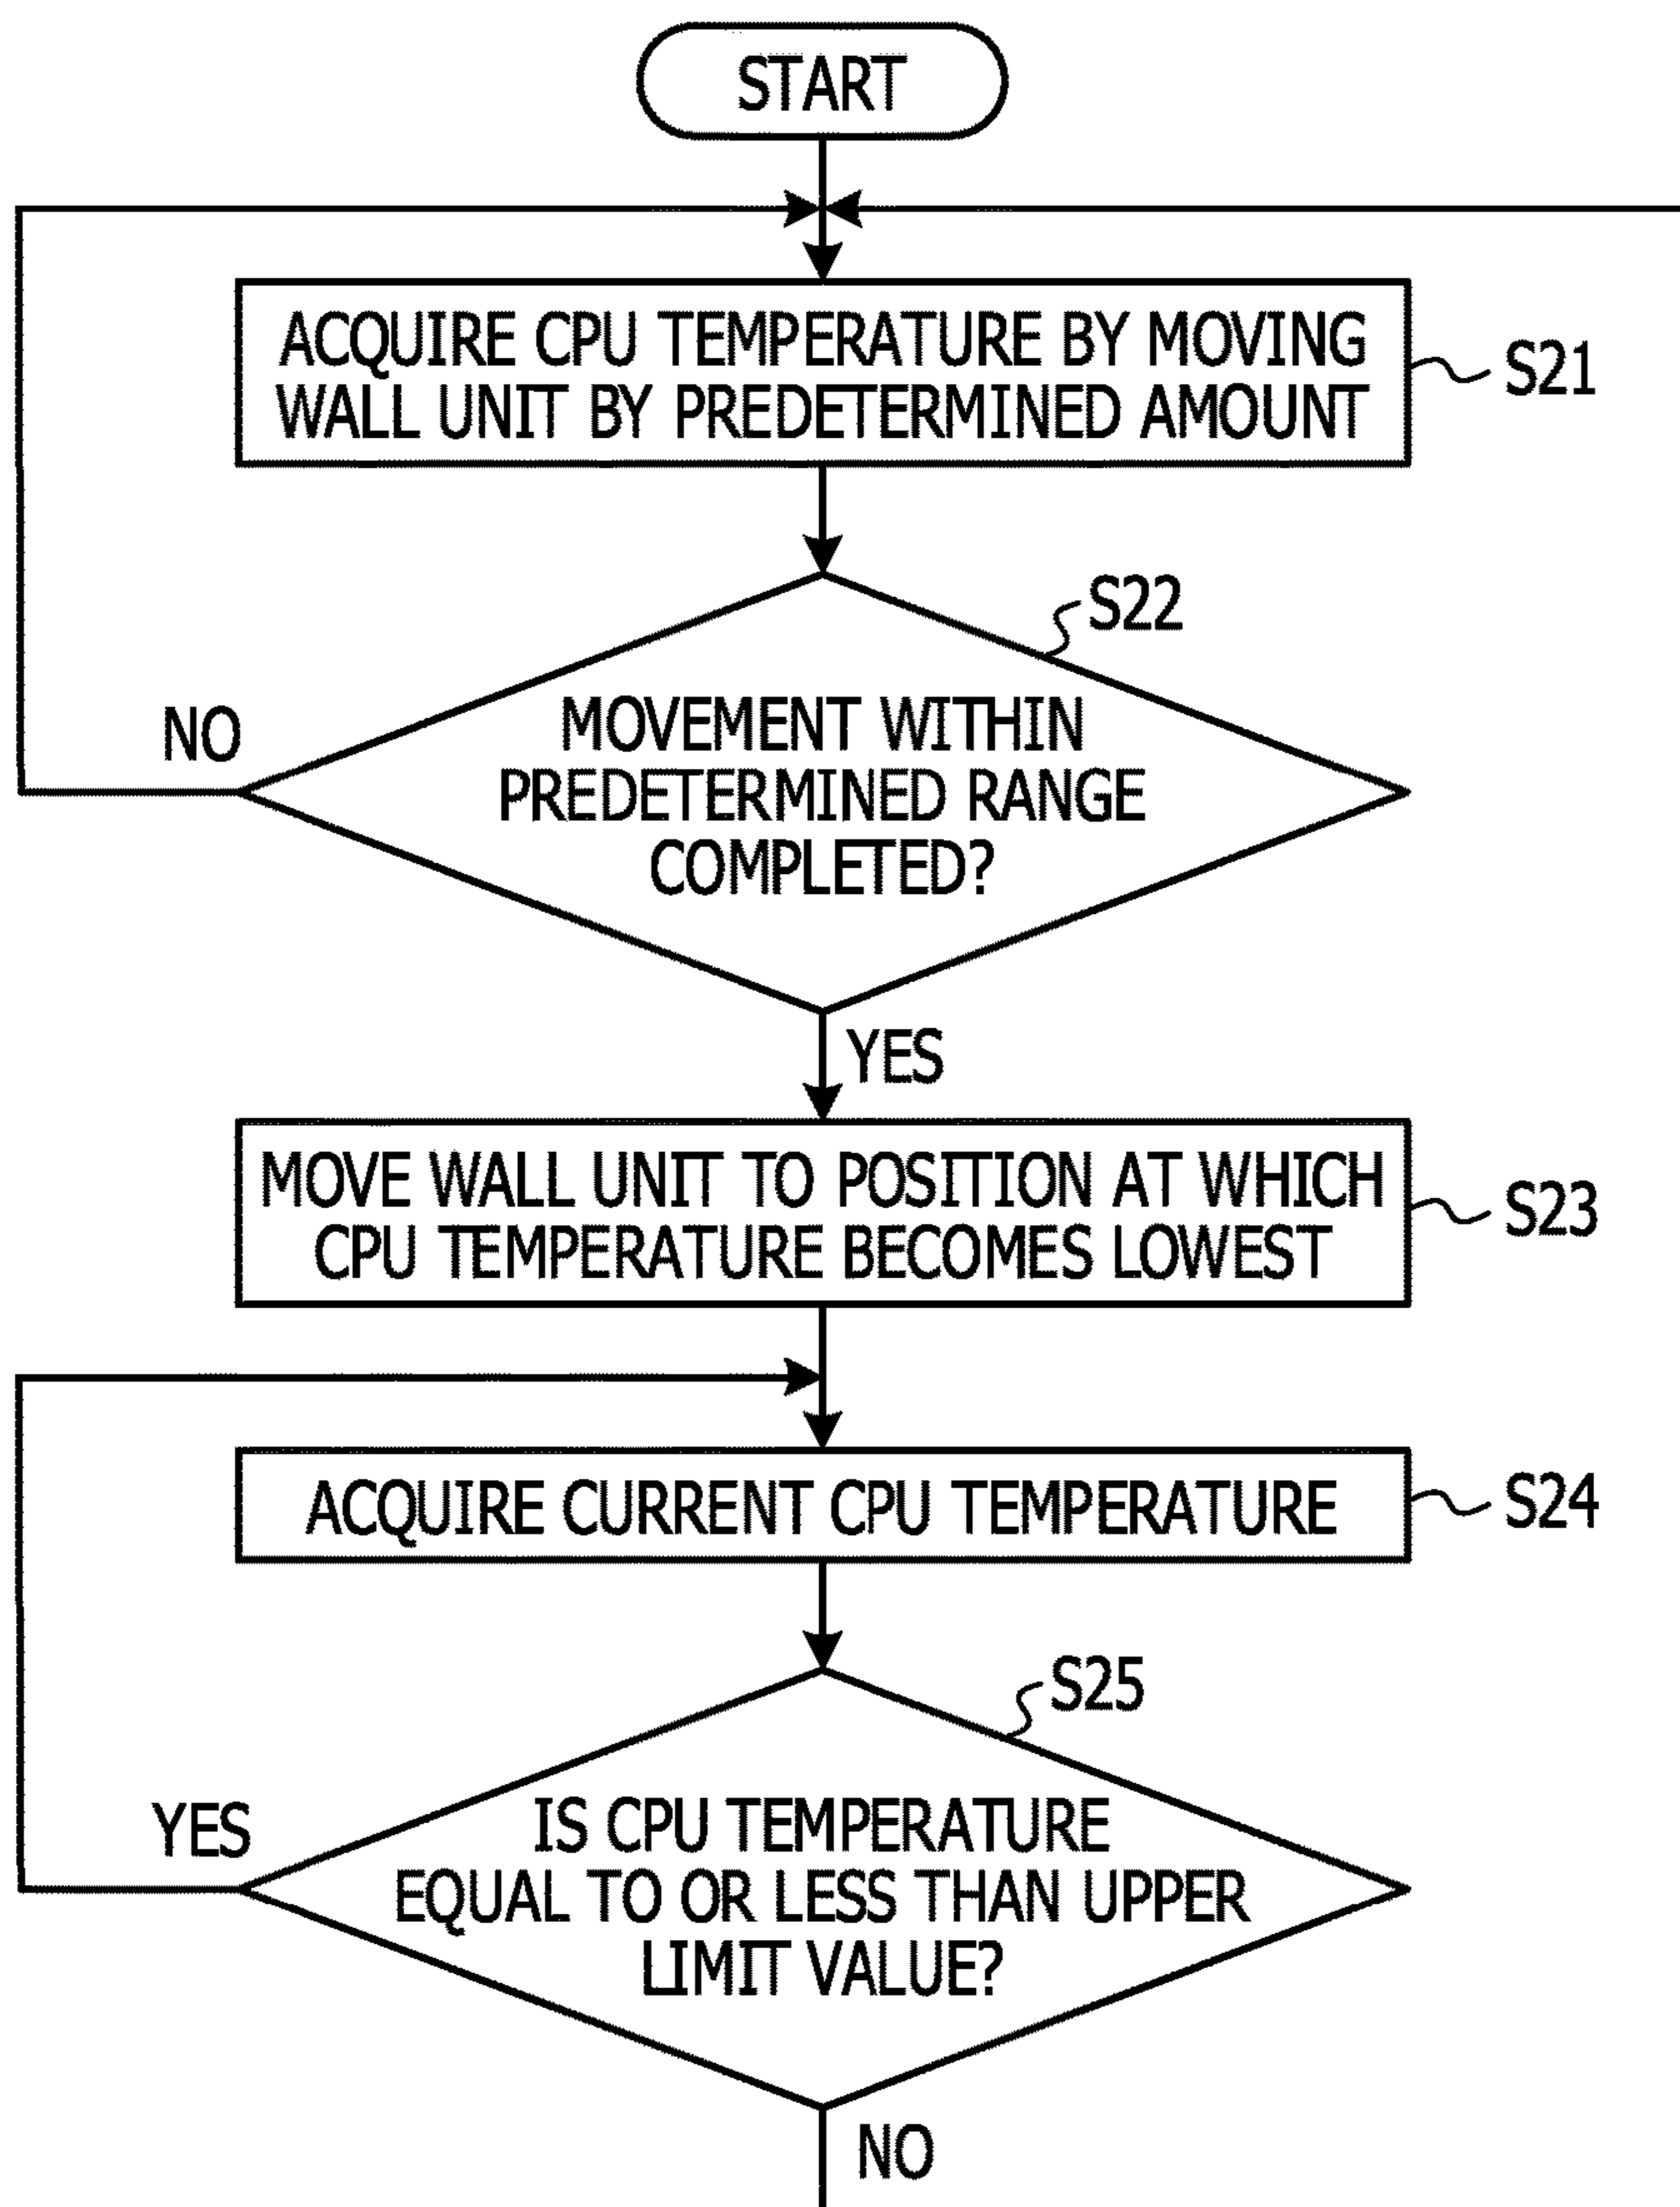 START
ACQUIRE CPU TEMPERATURE BY MOVING
WALL UNIT BY PREDETERMINED AMOUNT
S21
S22
MOVEMENT WITHIN
PREDETERMINED RANGE
COMPLETED?
NO
YES
MOVE WALL UNIT TO POSITION AT WHICH
CPU TEMPERATURE BECOMES LOWEST
S23
ACQUIRE CURRENT CPU TEMPERATURE
S24
S25
IS CPU TEMPERATURE
EQUAL TO OR LESS THAN UPPER
LIMIT VALUE?
YES
NO